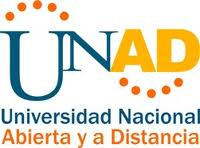 UNAD
Universidad Nacional
Abierta y a Distancia